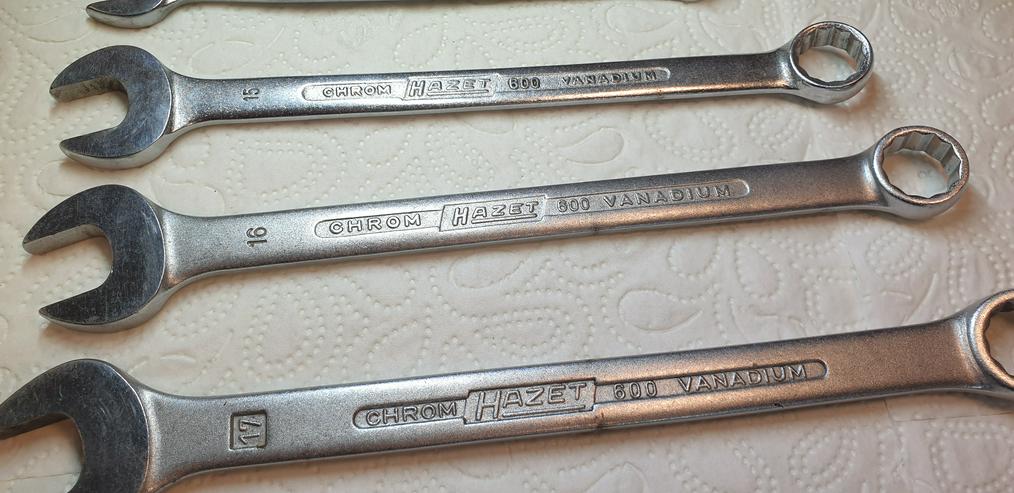 15 CHROM HAZET 600 VANADIUM
16 CHROM HAZET 600 VANADIUM
17 CHROM HAZET 600 VANADIUM